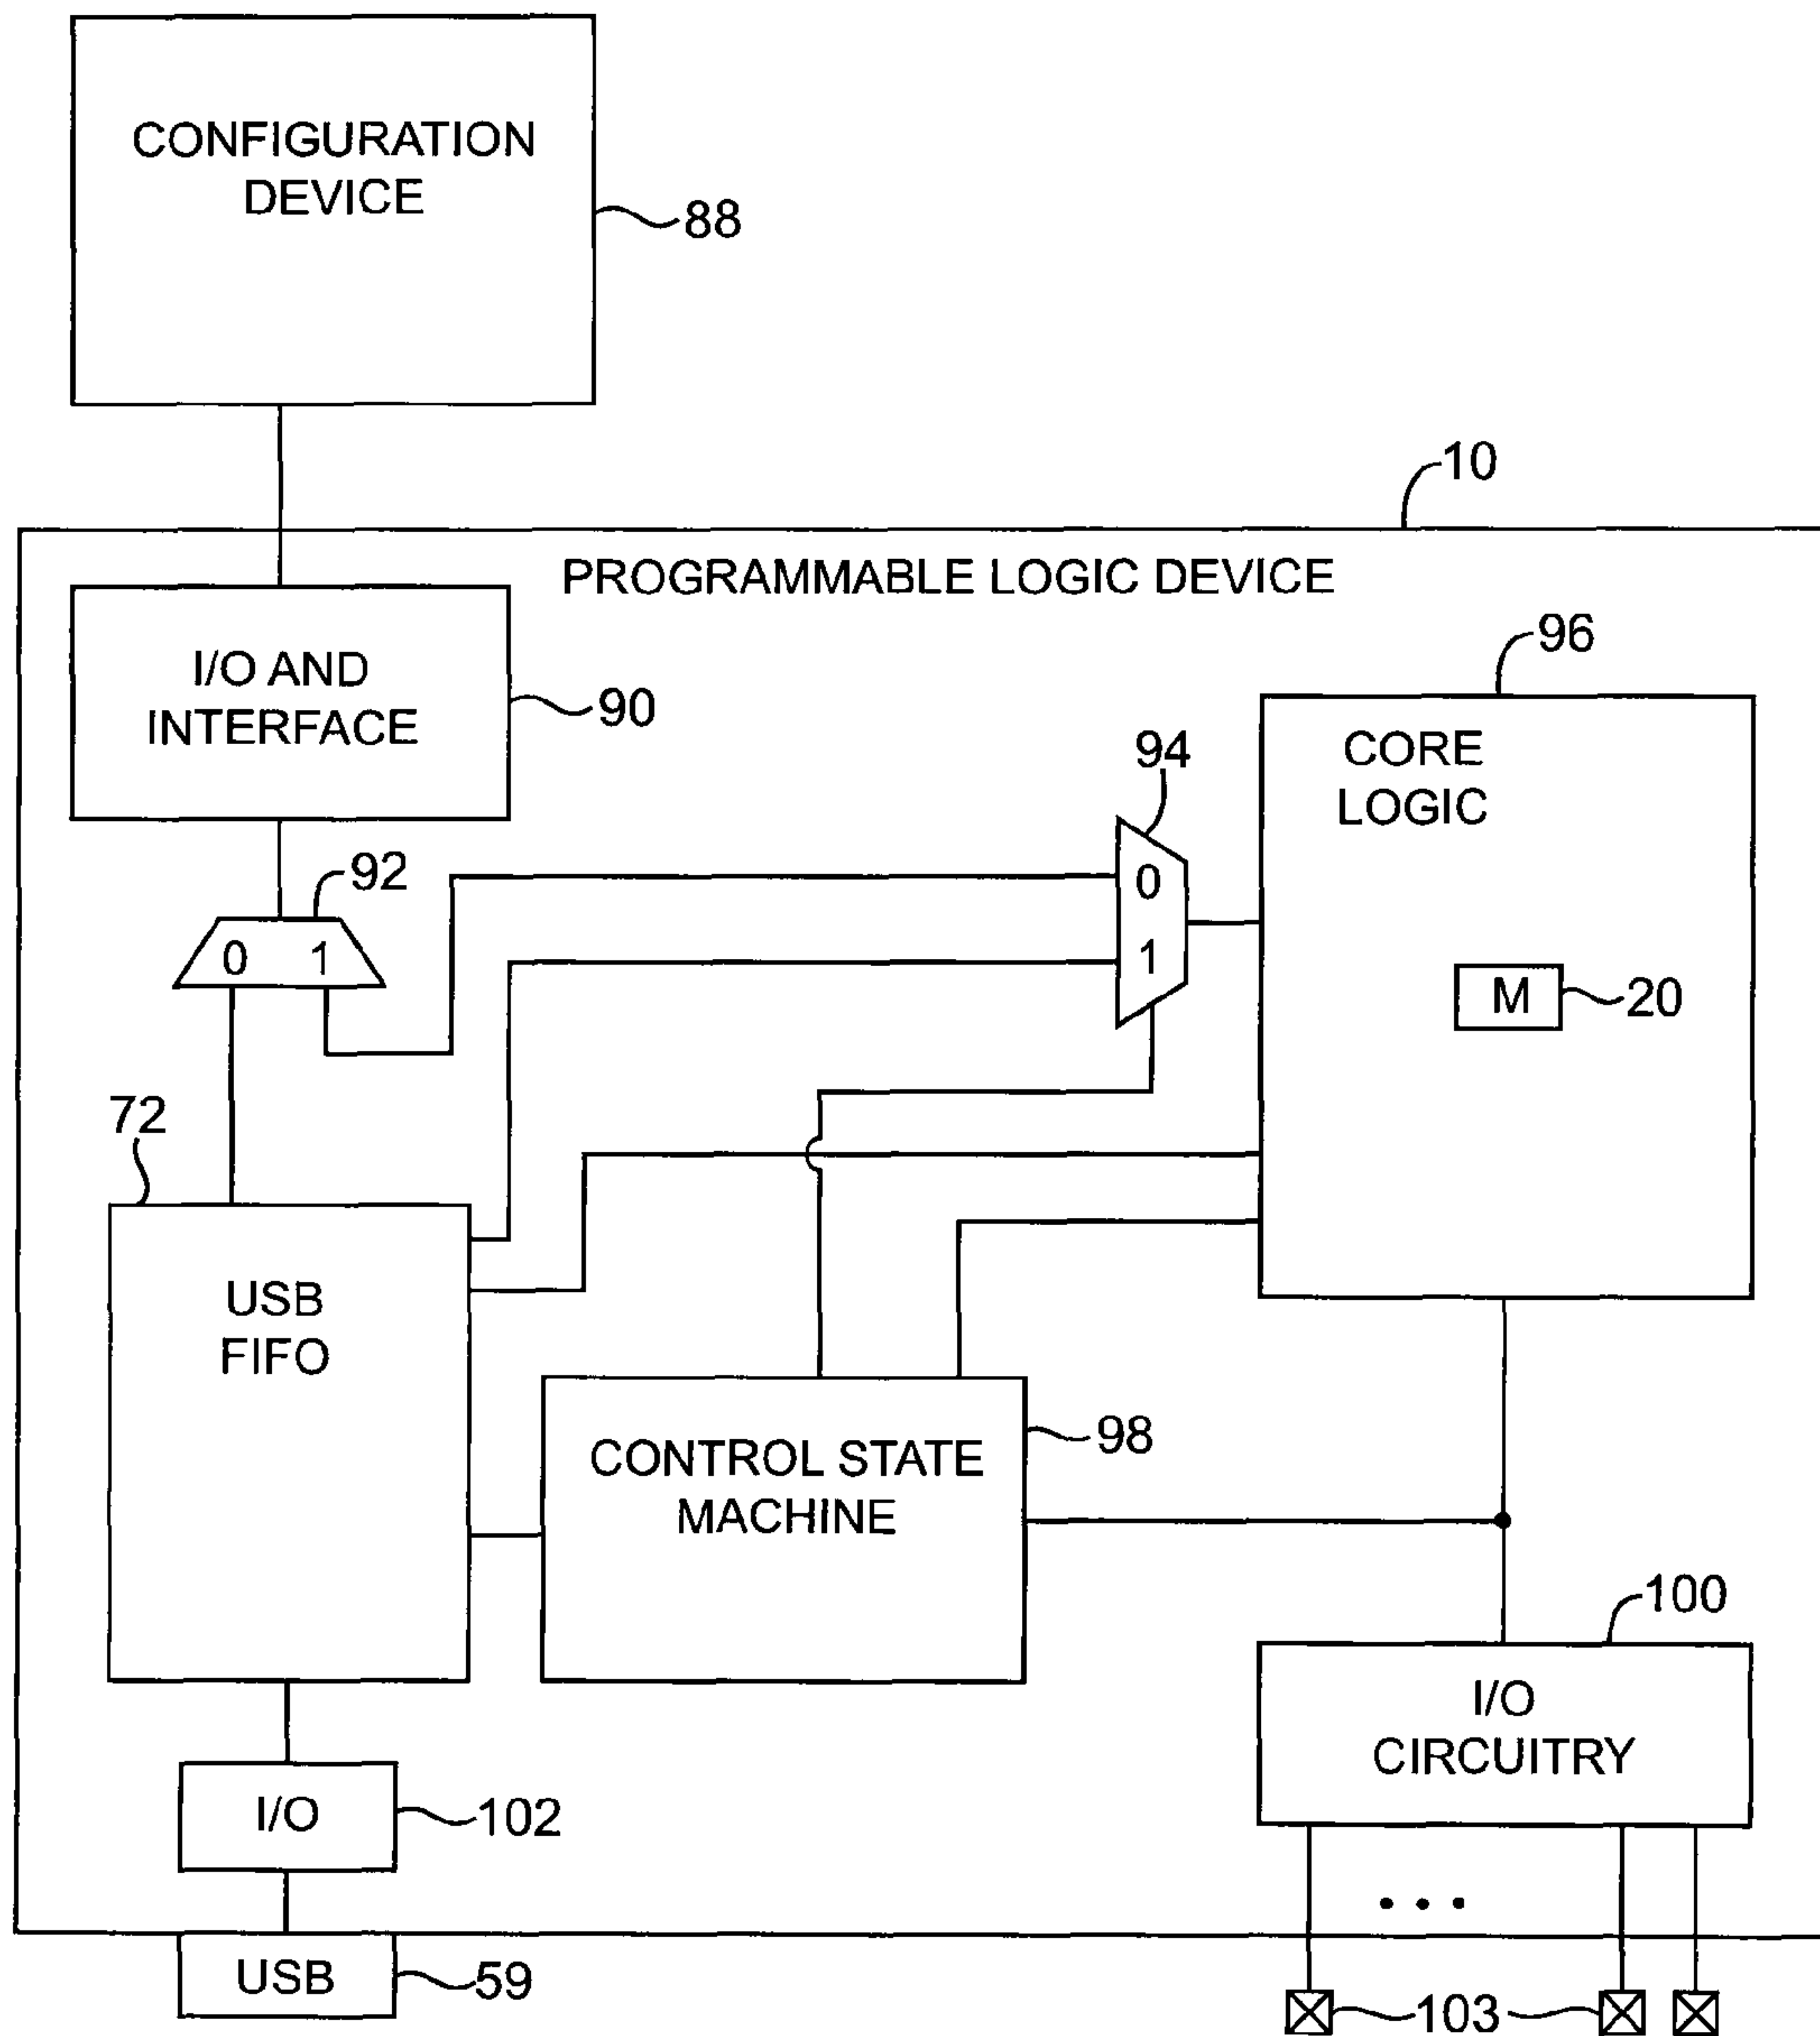 CONFIGURATION
DEVICE
88
10
PROGRAMMABLE LOGIC DEVICE
I/O AND
INTERFACE
90
96
CORE
LOGIC
94
0
1
92
0 1
M
20
72
USB
FIFO
CONTROL STATE
MACHINE
98
100
I/O
CIRCUITRY
I/O
102
• • •
USB
59
103